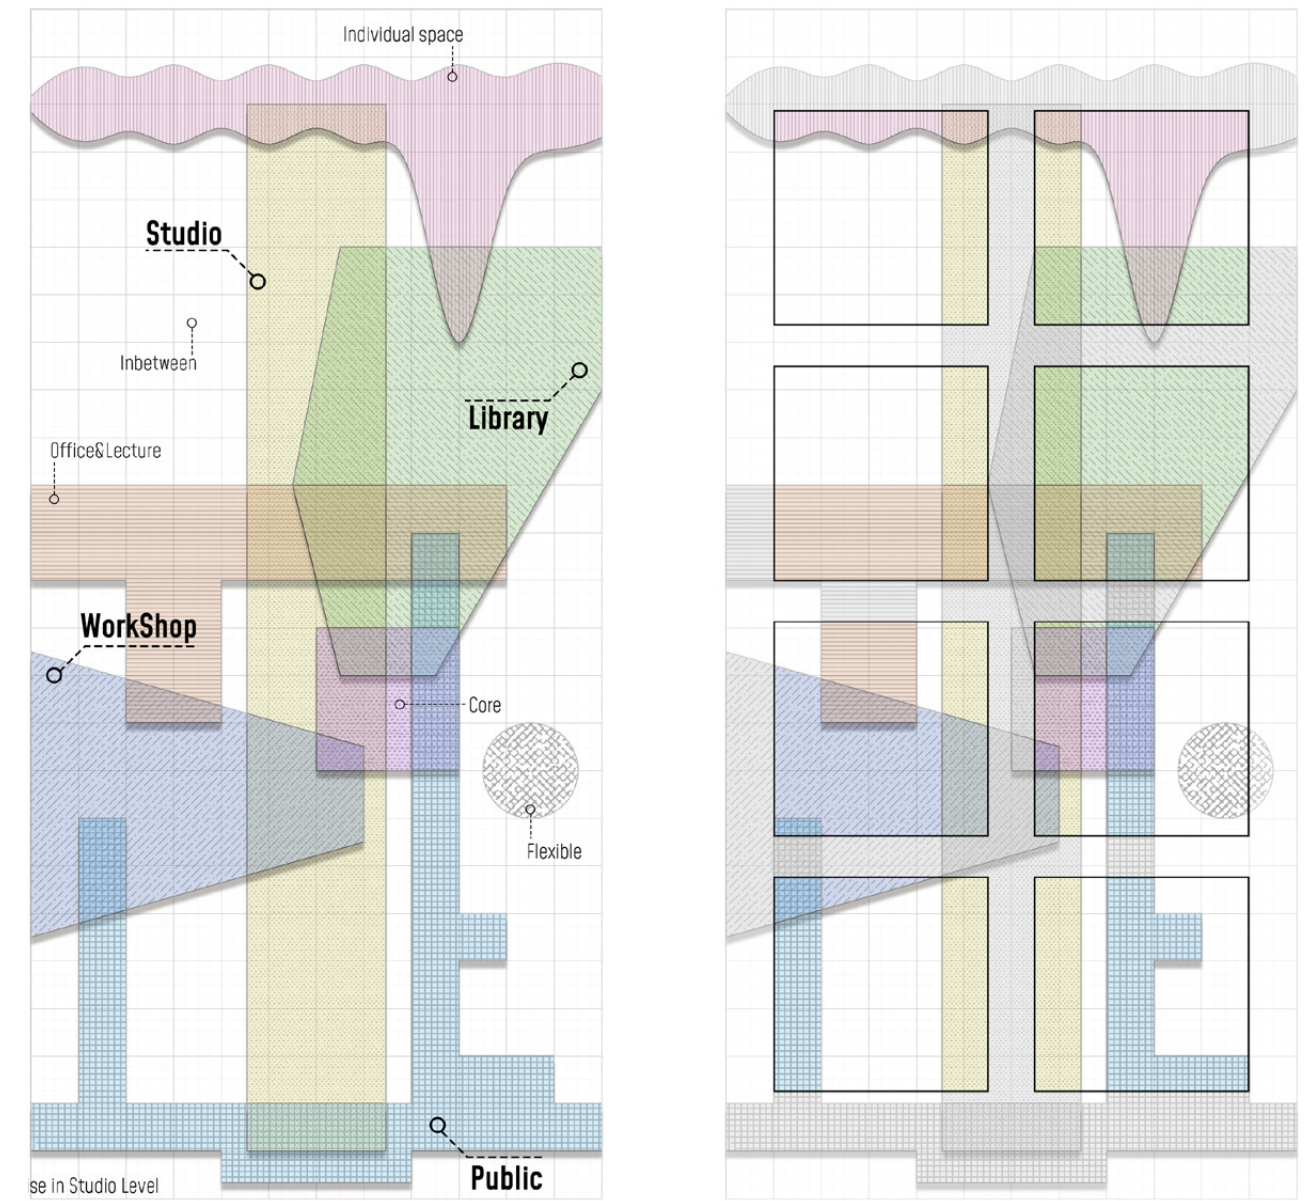 Individual space
Studio
Inbetween
Library
Office&Lecture
WorkShop
Core
Flexible
Public
se in Studio Level